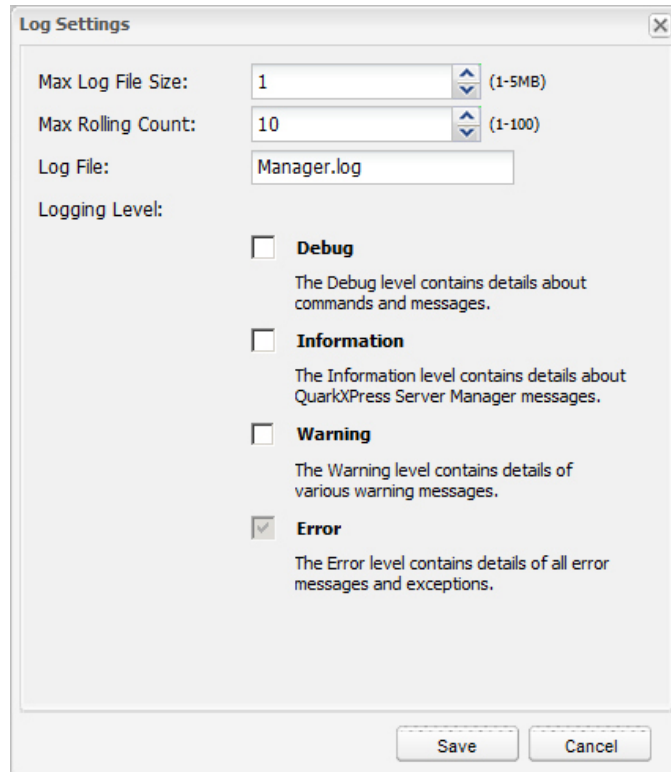 Log Settings
Max Log File Size: 1 (1-5MB)
Max Rolling Count: 10 (1-100)
Log File: Manager.log
Logging Level:
Debug
The Debug level contains details about
commands and messages.
Information
The Information level contains details about
QuarkXPress Server Manager messages.
Warning
The Warning level contains details of
various warning messages.
Error
The Error level contains details of all error
messages and exceptions.
Save Cancel